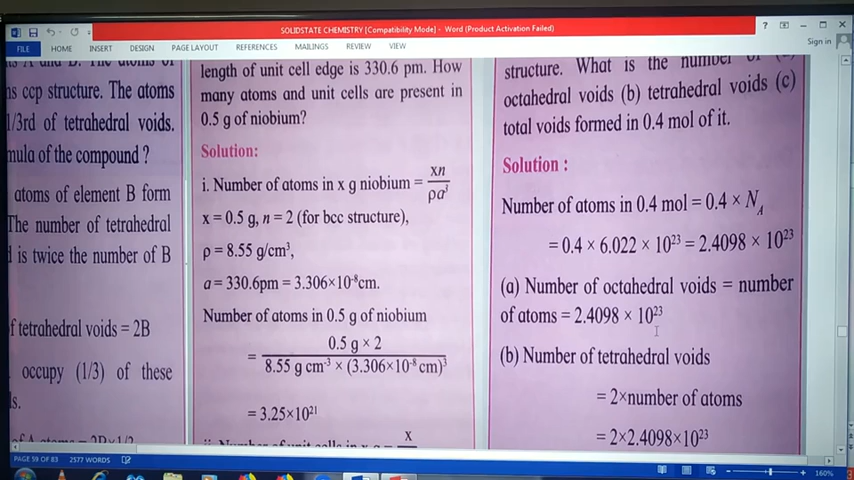 SOLIDSTATE CHEMISTRY [Compatibility Mode] - Word (Product Activation Failed)
Sign in
FILE HOME INSERT DESIGN PAGE LAYOUT REFERENCES MAILINGS REVIEW VIEW
ns ccp structure. The atoms
1/3rd of tetrahedral voids.
mula of the compound ?
atoms of element B form
The number of tetrahedral
l is twice the number of B
f tetrahedral voids = 2B
occupy (1/3) of these
ls.
length of unit cell edge is 330.6 pm. How
many atoms and unit cells are present in
0.5 g of niobium?
Solution:
i. Number of atoms in x g niobium = xn / ρa³
x = 0.5 g, n = 2 (for bcc structure),
ρ = 8.55 g/cm³,
a = 330.6pm = 3.306×10⁻⁸cm.
Number of atoms in 0.5 g of niobium
= 0.5 g × 2 / 8.55 g cm⁻³ × (3.306×10⁻⁸ cm)³
= 3.25×10²¹
structure. What is the number of
octahedral voids (b) tetrahedral voids (c)
total voids formed in 0.4 mol of it.
Solution :
Number of atoms in 0.4 mol = 0.4 × N_A
= 0.4 × 6.022 × 10²³ = 2.4098 × 10²³
(a) Number of octahedral voids = number
of atoms = 2.4098 × 10²³
(b) Number of tetrahedral voids
= 2×number of atoms
= 2×2.4098×10²³
PAGE 59 OF 83 2577 WORDS
160%